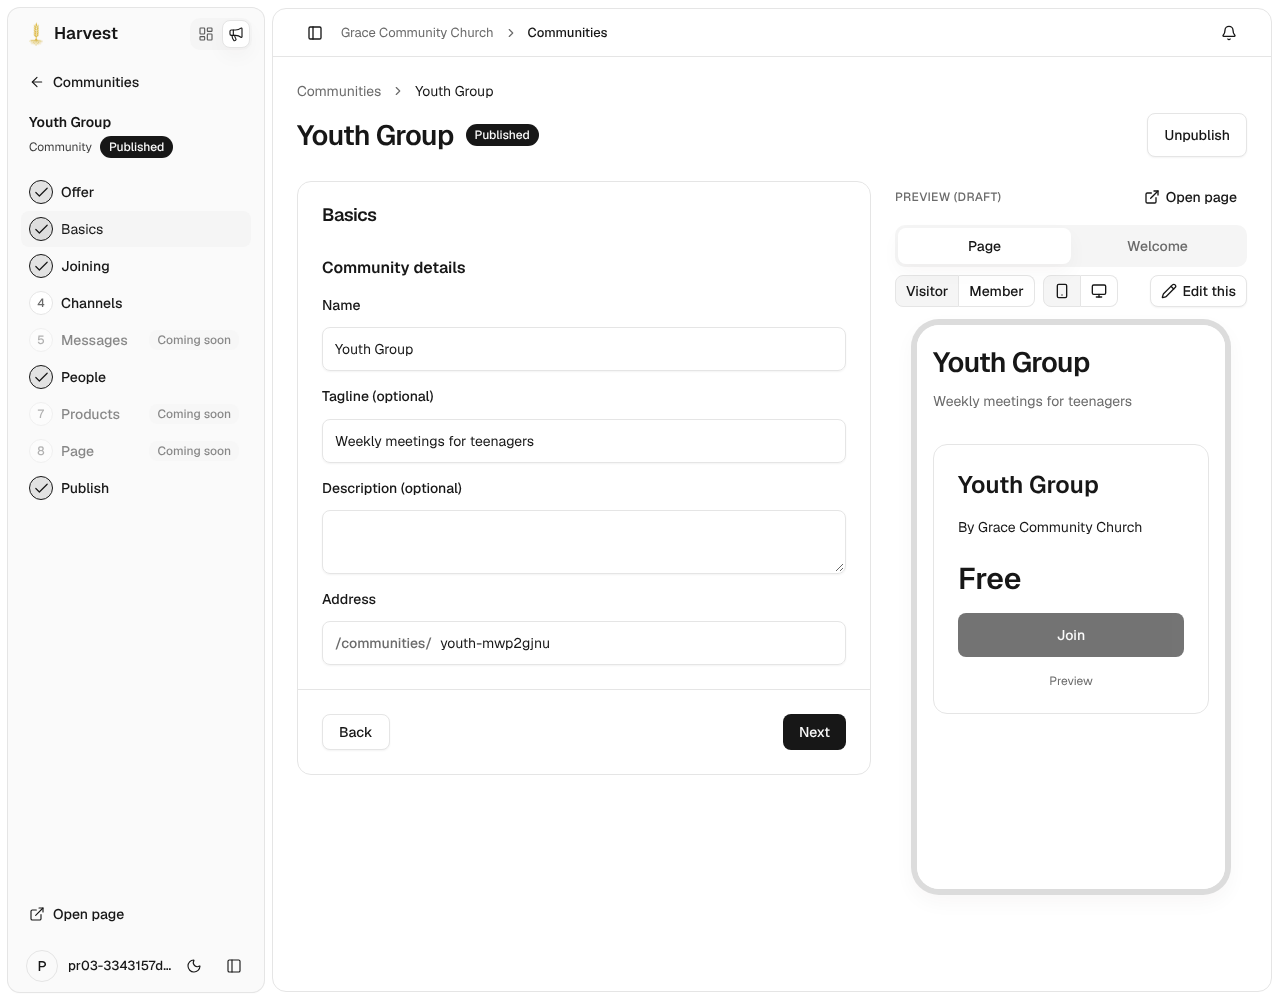 Harvest
Communities
Youth Group
Community Published
Offer
Basics
Joining
4 Channels
5 Messages Coming soon
People
7 Products Coming soon
8 Page Coming soon
Publish
Open page
P pr03-3343157d...
Grace Community Church > Communities
Communities > Youth Group
Youth Group Published
Unpublish
Basics
Community details
Name
Youth Group
Tagline (optional)
Weekly meetings for teenagers
Description (optional)
Address
/communities/ youth-mwp2gjnu
Back
Next
PREVIEW (DRAFT)
Open page
Page
Welcome
Visitor
Member
Edit this
Youth Group
Weekly meetings for teenagers
Youth Group
By Grace Community Church
Free
Join
Preview